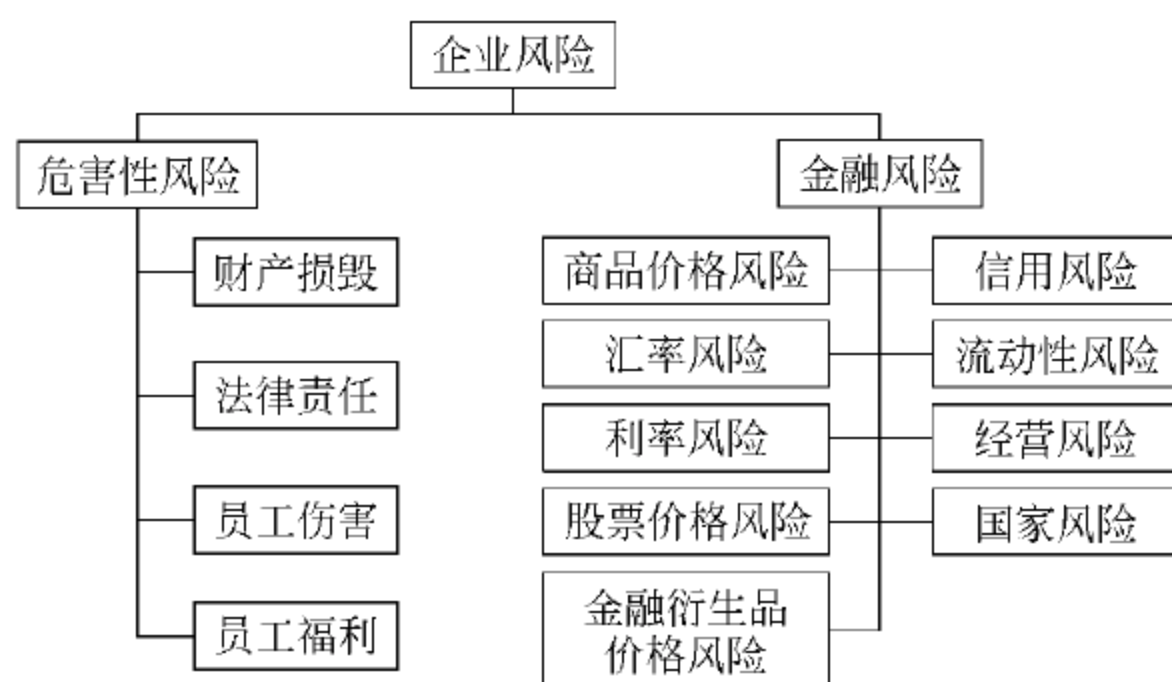 企业风险
危害性风险
金融风险
财产损毁
法律责任
员工伤害
员工福利
商品价格风险
信用风险
汇率风险
流动性风险
利率风险
经营风险
股票价格风险
国家风险
金融衍生品
价格风险